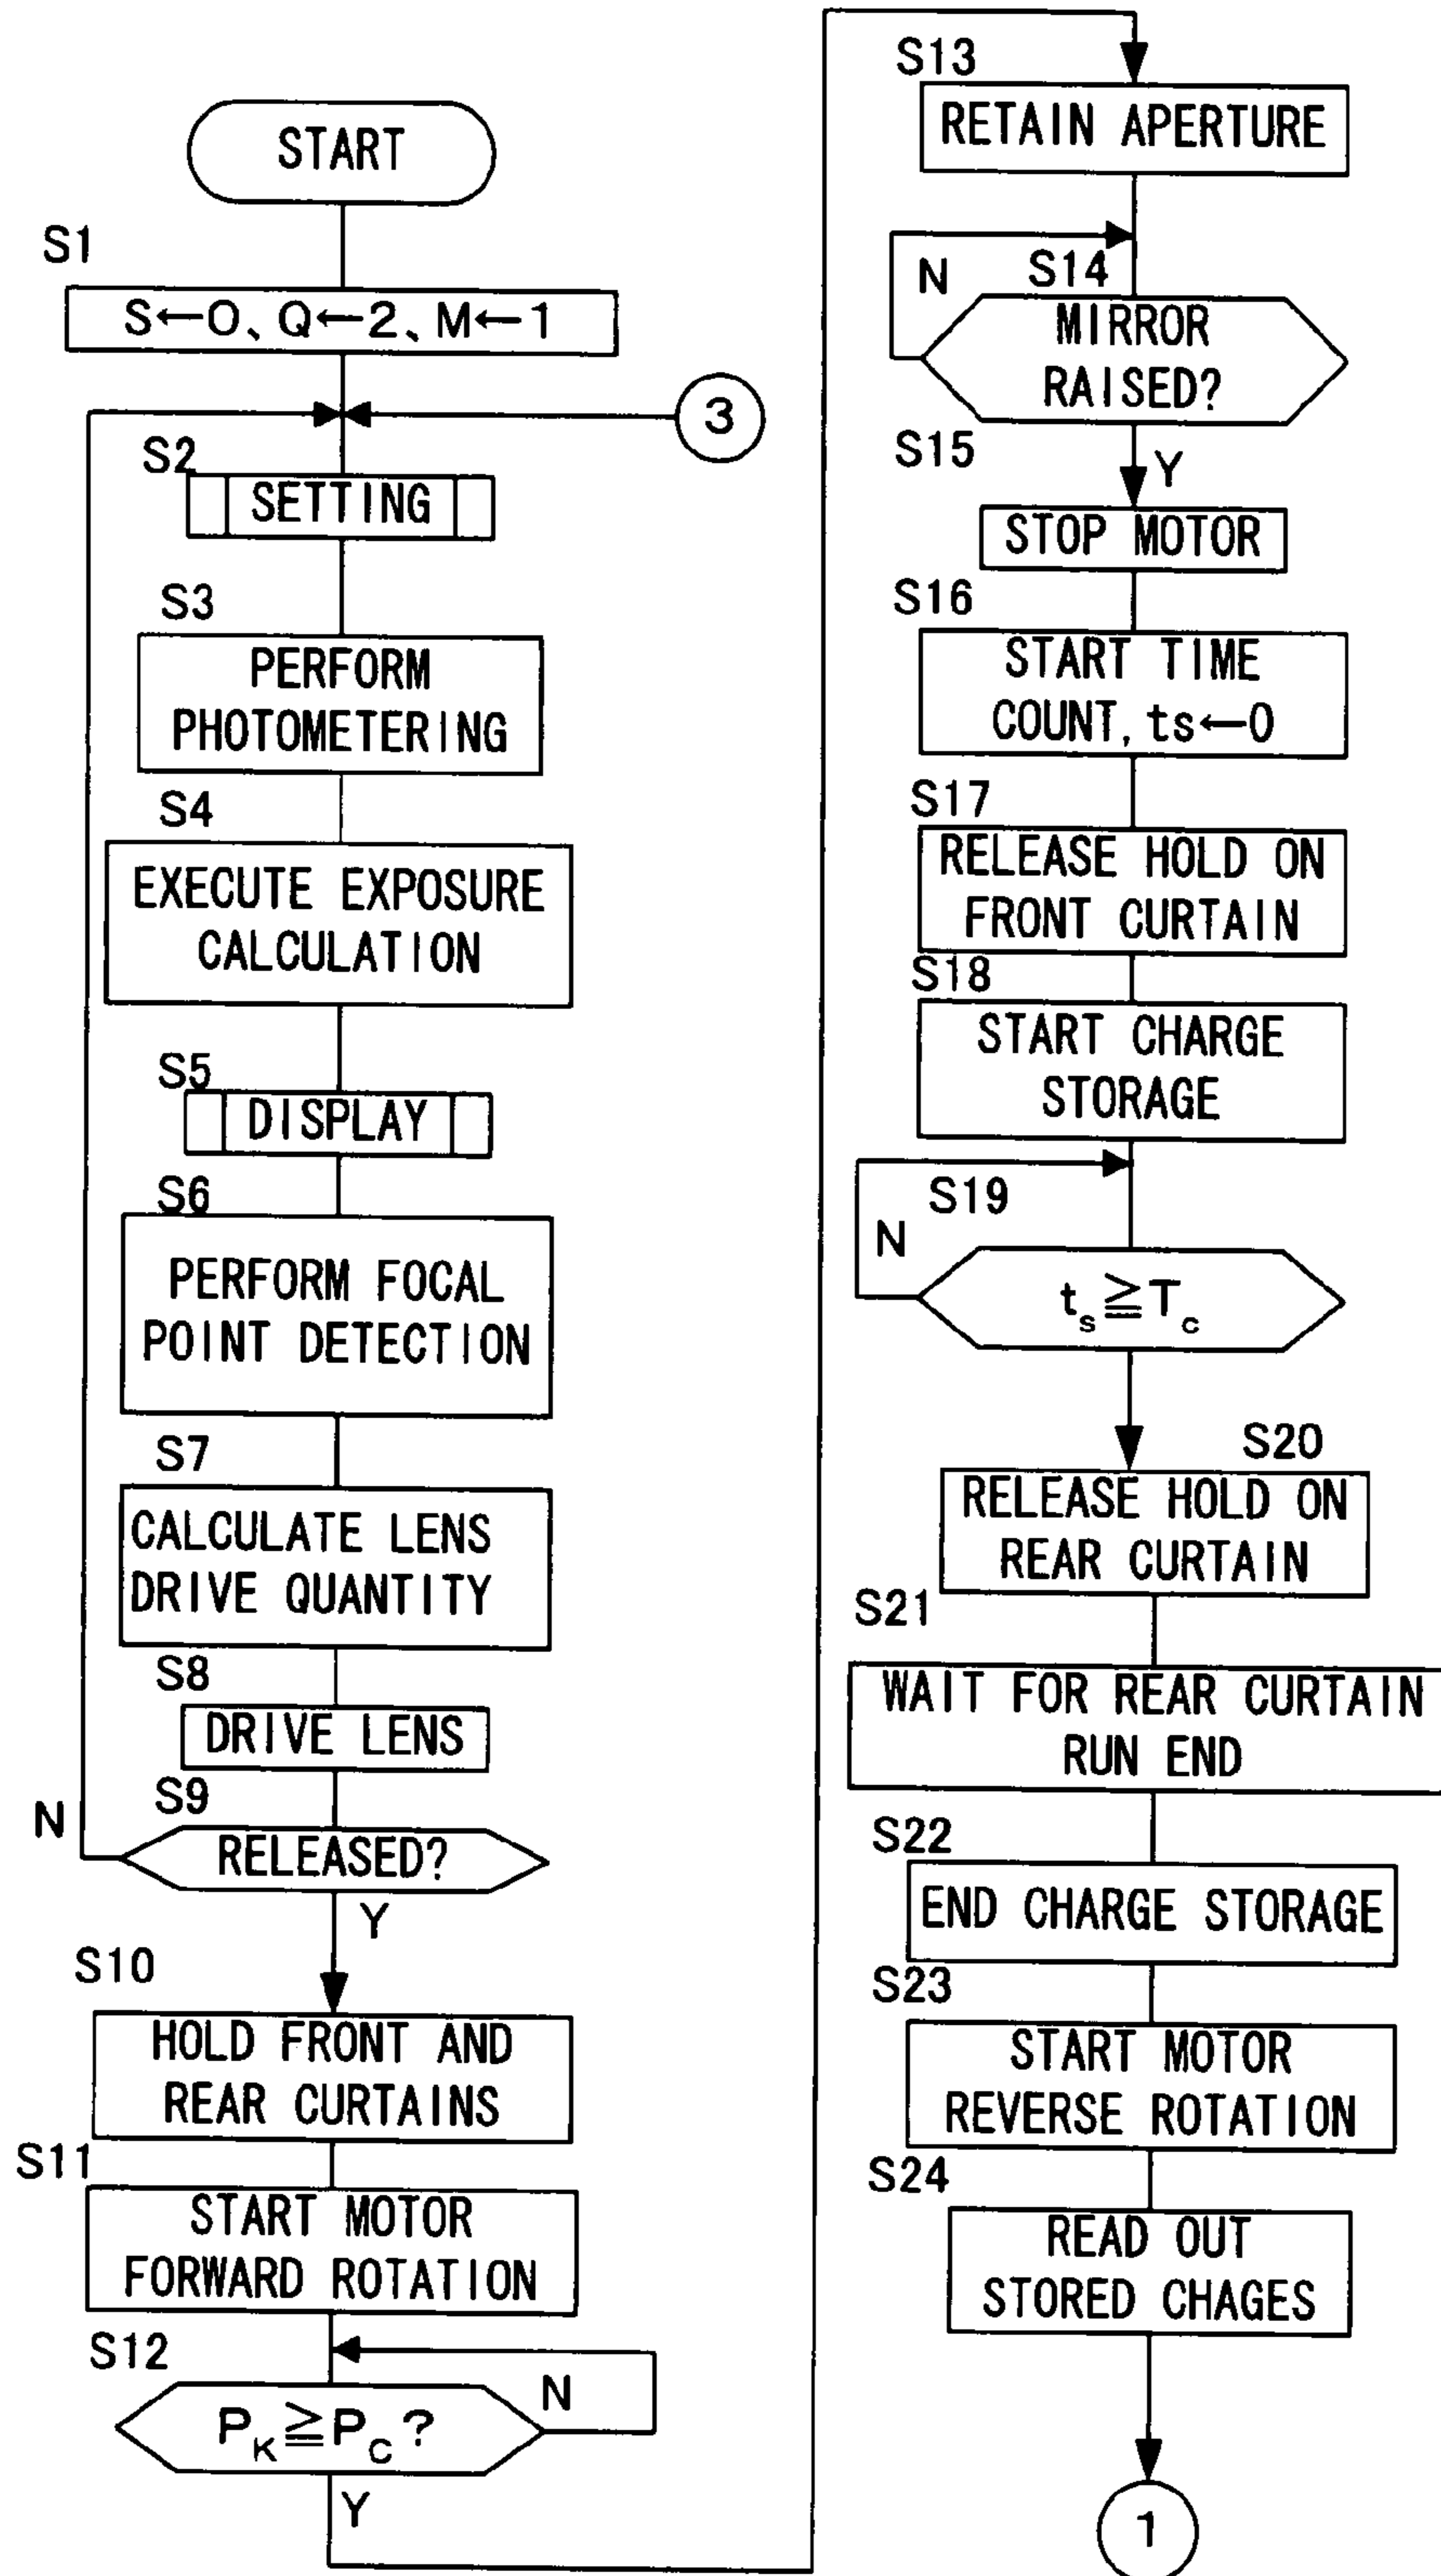 START
S1
S←0、Q←2、M←1
3
S2
SETTING
S3
PERFORM
PHOTOMETERING
S4
EXECUTE EXPOSURE
CALCULATION
S5
DISPLAY
S6
PERFORM FOCAL
POINT DETECTION
S7
CALCULATE LENS
DRIVE QUANTITY
S8
DRIVE LENS
S9
N
RELEASED?
Y
S10
HOLD FRONT AND
REAR CURTAINS
S11
START MOTOR
FORWARD ROTATION
S12
N
PK≧PC?
Y
S13
RETAIN APERTURE
N
S14
MIRROR
RAISED?
S15
Y
STOP MOTOR
S16
START TIME
COUNT, ts←0
S17
RELEASE HOLD ON
FRONT CURTAIN
S18
START CHARGE
STORAGE
S19
N
ts≧Tc
S20
RELEASE HOLD ON
REAR CURTAIN
S21
WAIT FOR REAR CURTAIN
RUN END
S22
END CHARGE STORAGE
S23
START MOTOR
REVERSE ROTATION
S24
READ OUT
STORED CHAGES
1